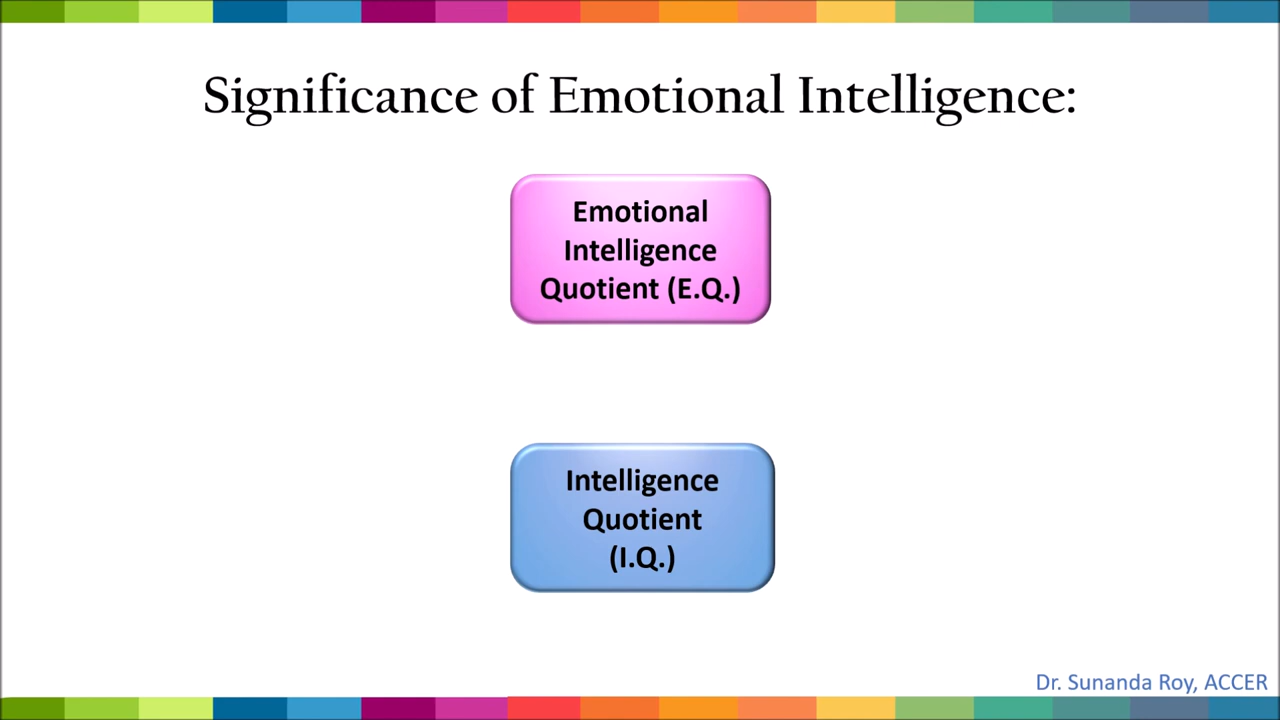 Significance of Emotional Intelligence:
Emotional
Intelligence
Quotient (E.Q.)
Intelligence
Quotient
(I.Q.)
Dr. Sunanda Roy, ACCER